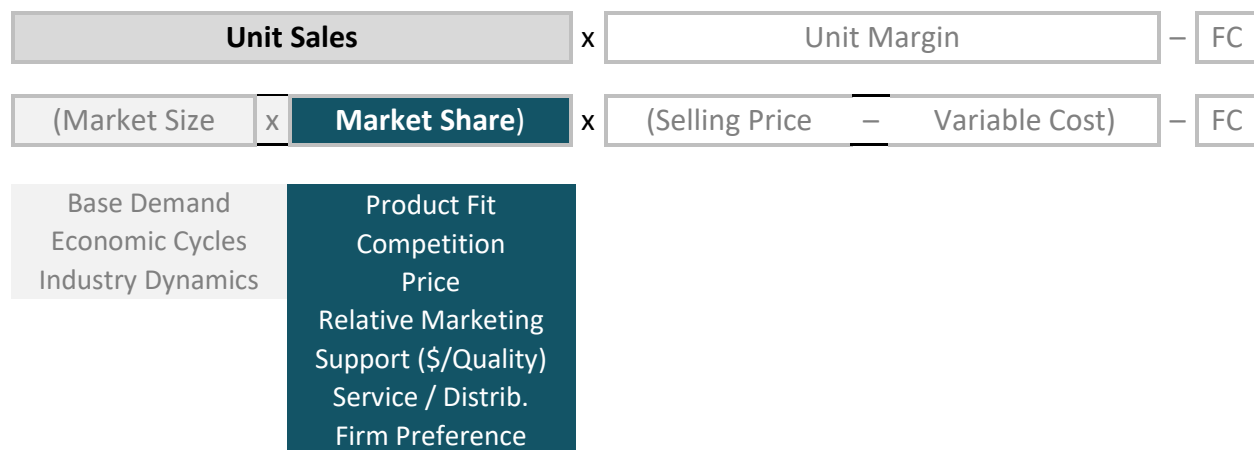 Unit Sales x Unit Margin – FC
(Market Size x Market Share) x (Selling Price – Variable Cost) – FC
Base Demand
Economic Cycles
Industry Dynamics
Product Fit
Competition
Price
Relative Marketing
Support ($/Quality)
Service / Distrib.
Firm Preference